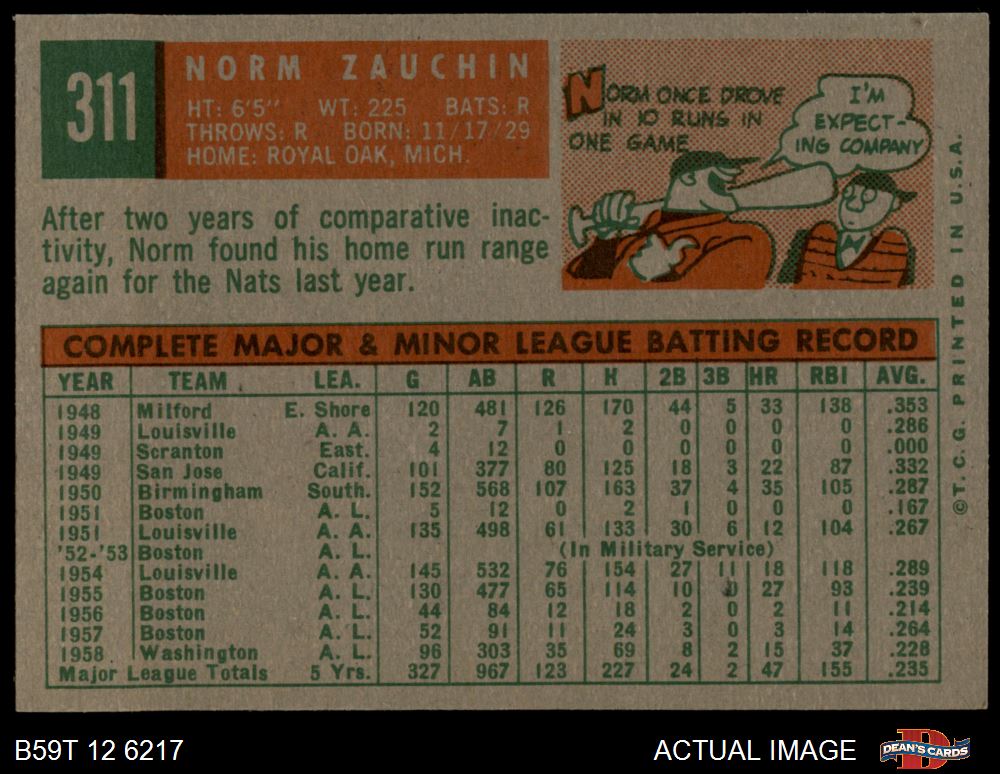 311
NORM ZAUCHIN
HT: 6'5" WT: 225 BATS: R
THROWS: R BORN: 11/17/29
HOME: ROYAL OAK, MICH.
NORM ONCE DROVE
IN 10 RUNS IN
ONE GAME
I'M
EXPECT-
ING COMPANY
After two years of comparative inac-
tivity, Norm found his home run range
again for the Nats last year.
COMPLETE MAJOR & MINOR LEAGUE BATTING RECORD
YEAR TEAM LEA. G AB R H 2B 3B HR RBI AVG.
1948 Milford E. Shore 120 481 126 170 44 5 33 138 .353
1949 Louisville A. A. 2 7 1 2 0 0 0 0 .286
1949 Scranton East. 4 12 0 0 0 0 0 0 .000
1949 San Jose Calif. 101 377 80 125 18 3 22 87 .332
1950 Birmingham South. 152 568 107 163 37 4 35 105 .287
1951 Boston A. L. 5 12 0 2 1 0 0 0 .167
1951 Louisville A. A. 135 498 61 133 30 6 12 104 .267
'52-'53 Boston A. L. (In Military Service)
1954 Louisville A. A. 145 532 76 154 27 11 18 118 .289
1955 Boston A. L. 130 477 65 114 10 0 27 93 .239
1956 Boston A. L. 44 84 12 18 2 0 2 11 .214
1957 Boston A. L. 52 91 11 24 3 0 3 14 .264
1958 Washington A. L. 96 303 35 69 8 2 15 37 .228
Major League Totals 5 Yrs. 327 967 123 227 24 2 47 155 .235
©T. C. G. PRINTED IN U.S.A.
B59T 12 6217
ACTUAL IMAGE
DEAN'S CARDS